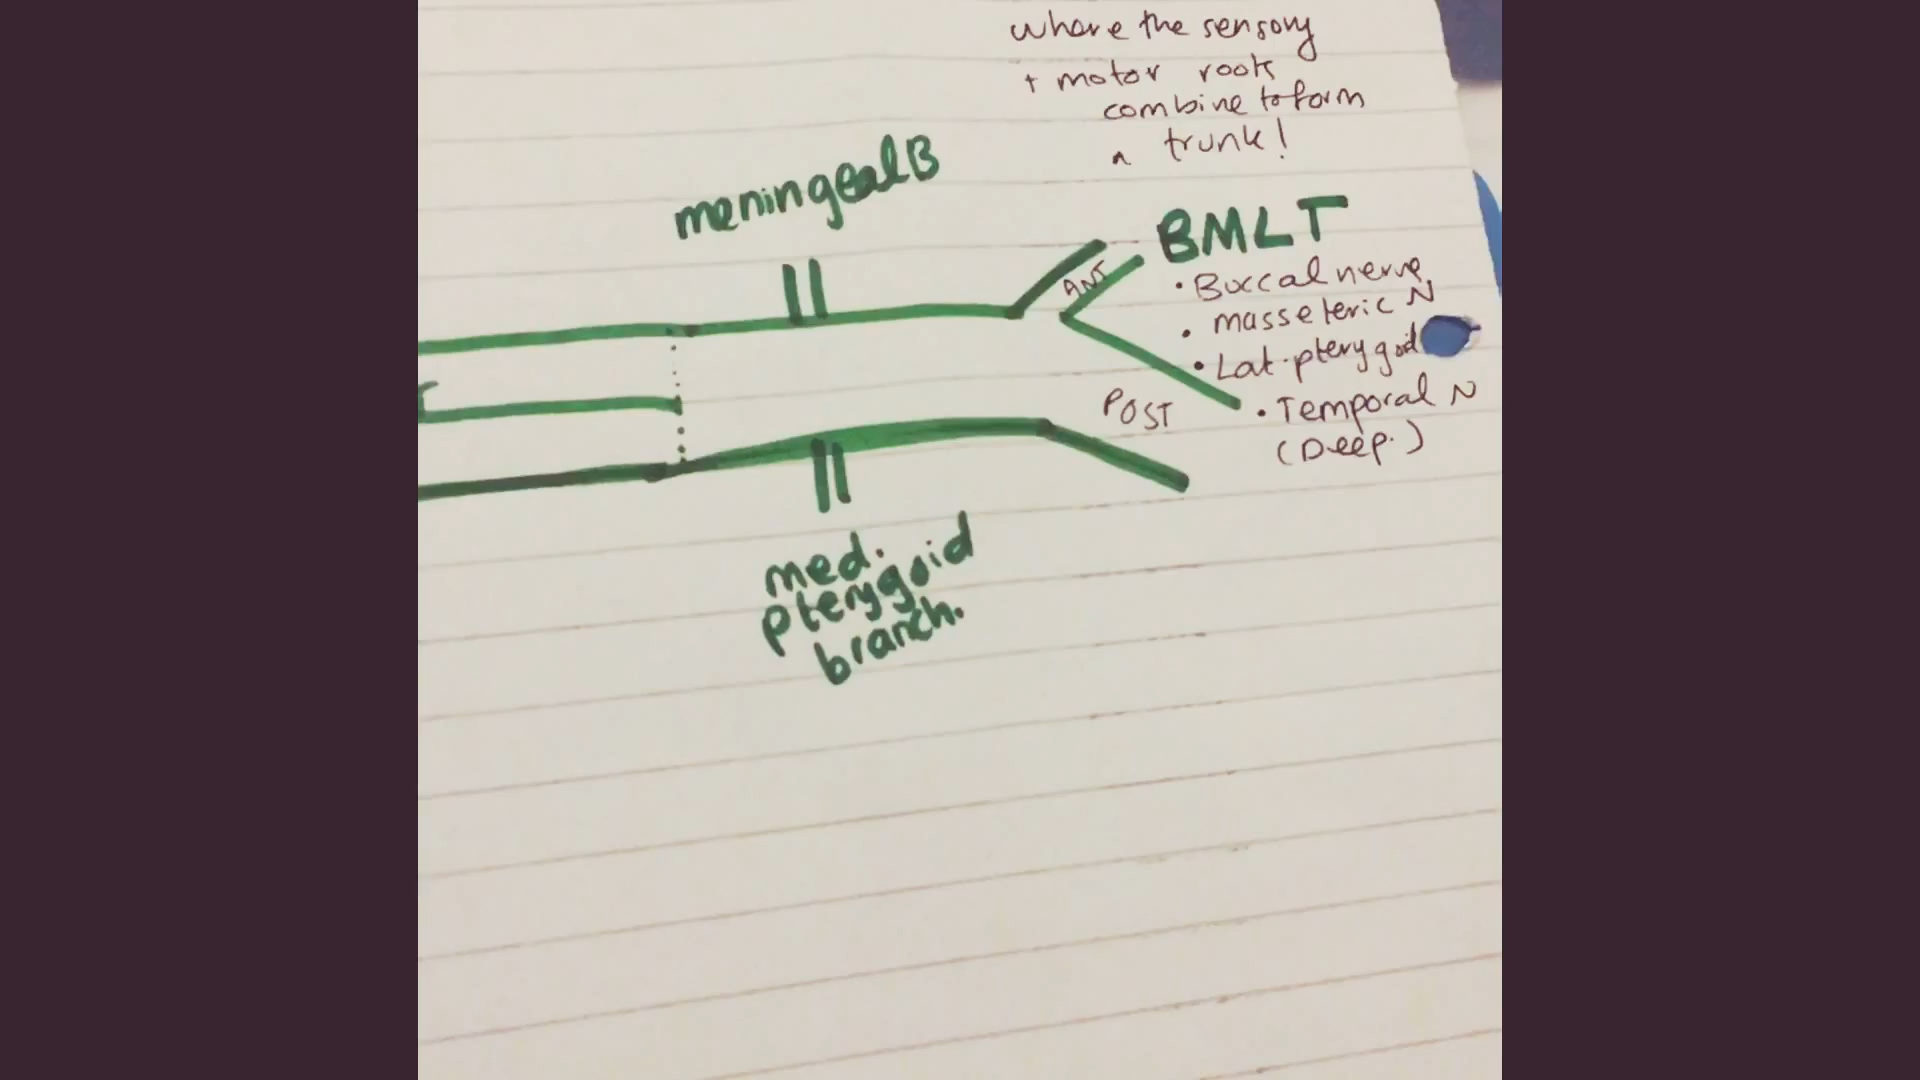 where the sensory
+ motor roots
combine to form
a trunk!
meningeal B
BMLT
ANT
• Buccal nerve
• masseteric N
• Lat. pterygoid
POST
• Temporal N
(Deep.)
med.
pterygoid
branch.